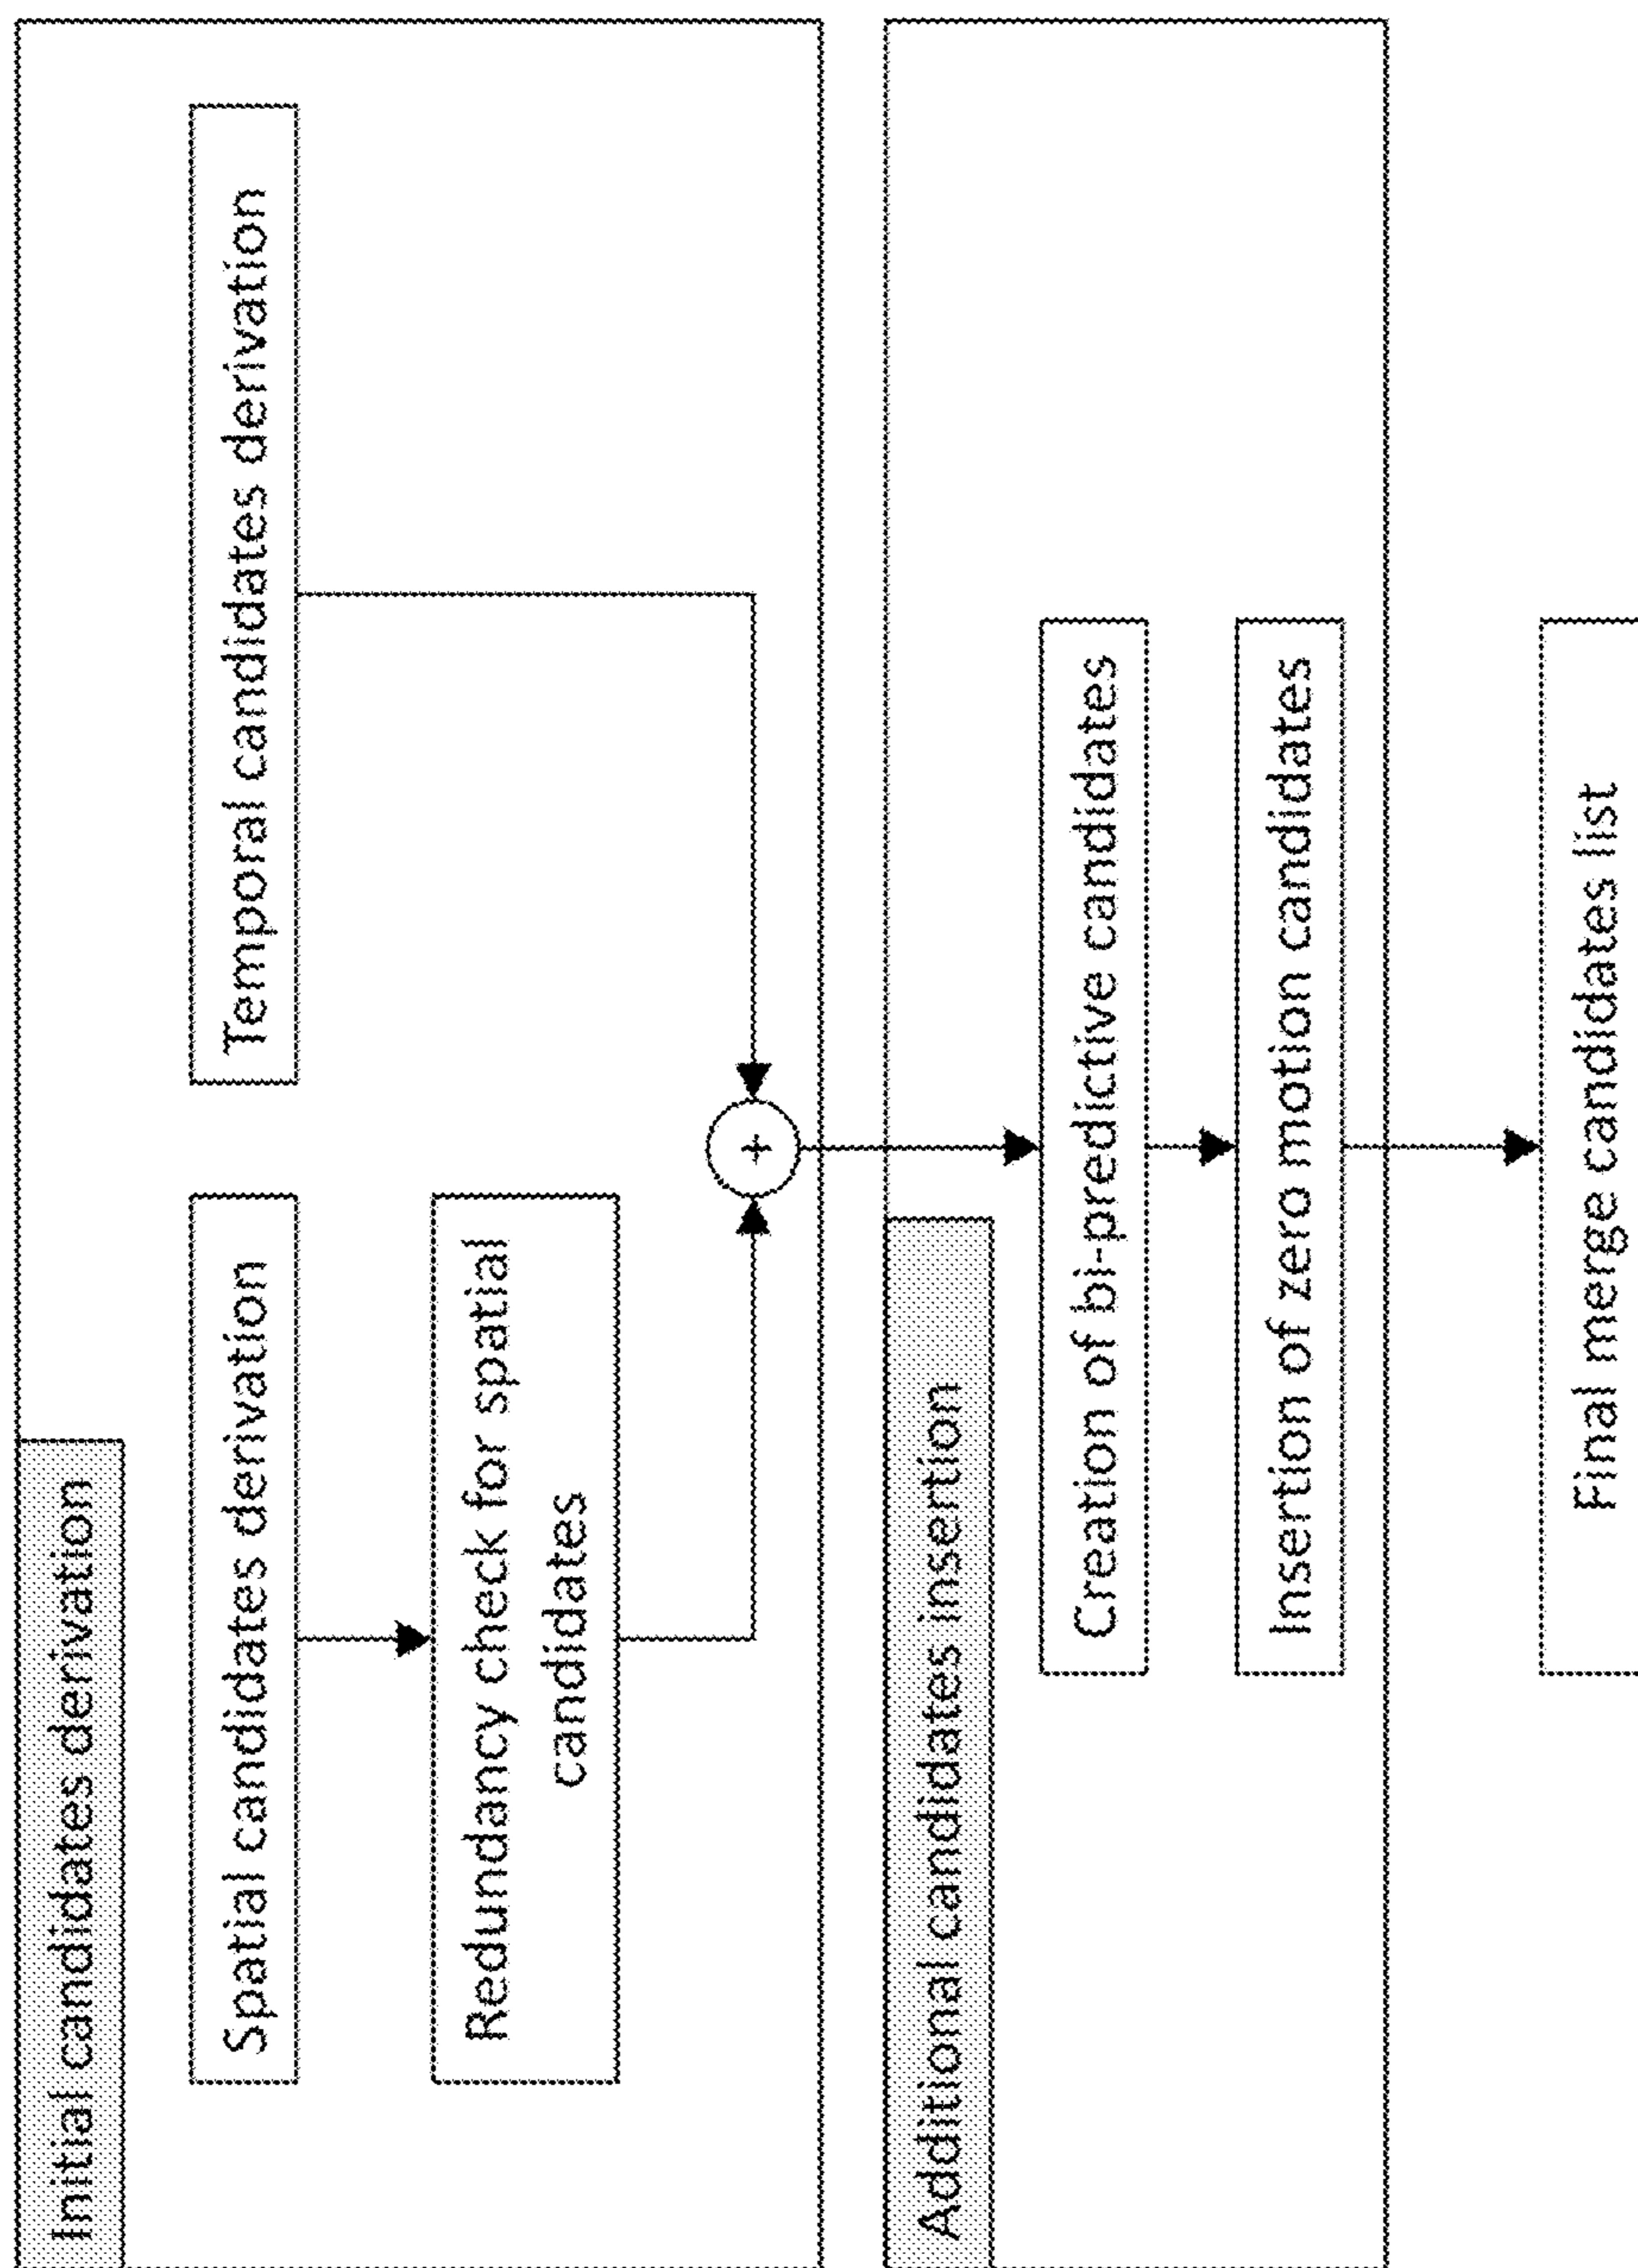 Initial candidates derivation
Spatial candidates derivation
Temporal candidates derivation
Redundancy check for spatial
candidates
+
Additional candidates insertion
Creation of bi-predictive candidates
Insertion of zero motion candidates
Final merge candidates list